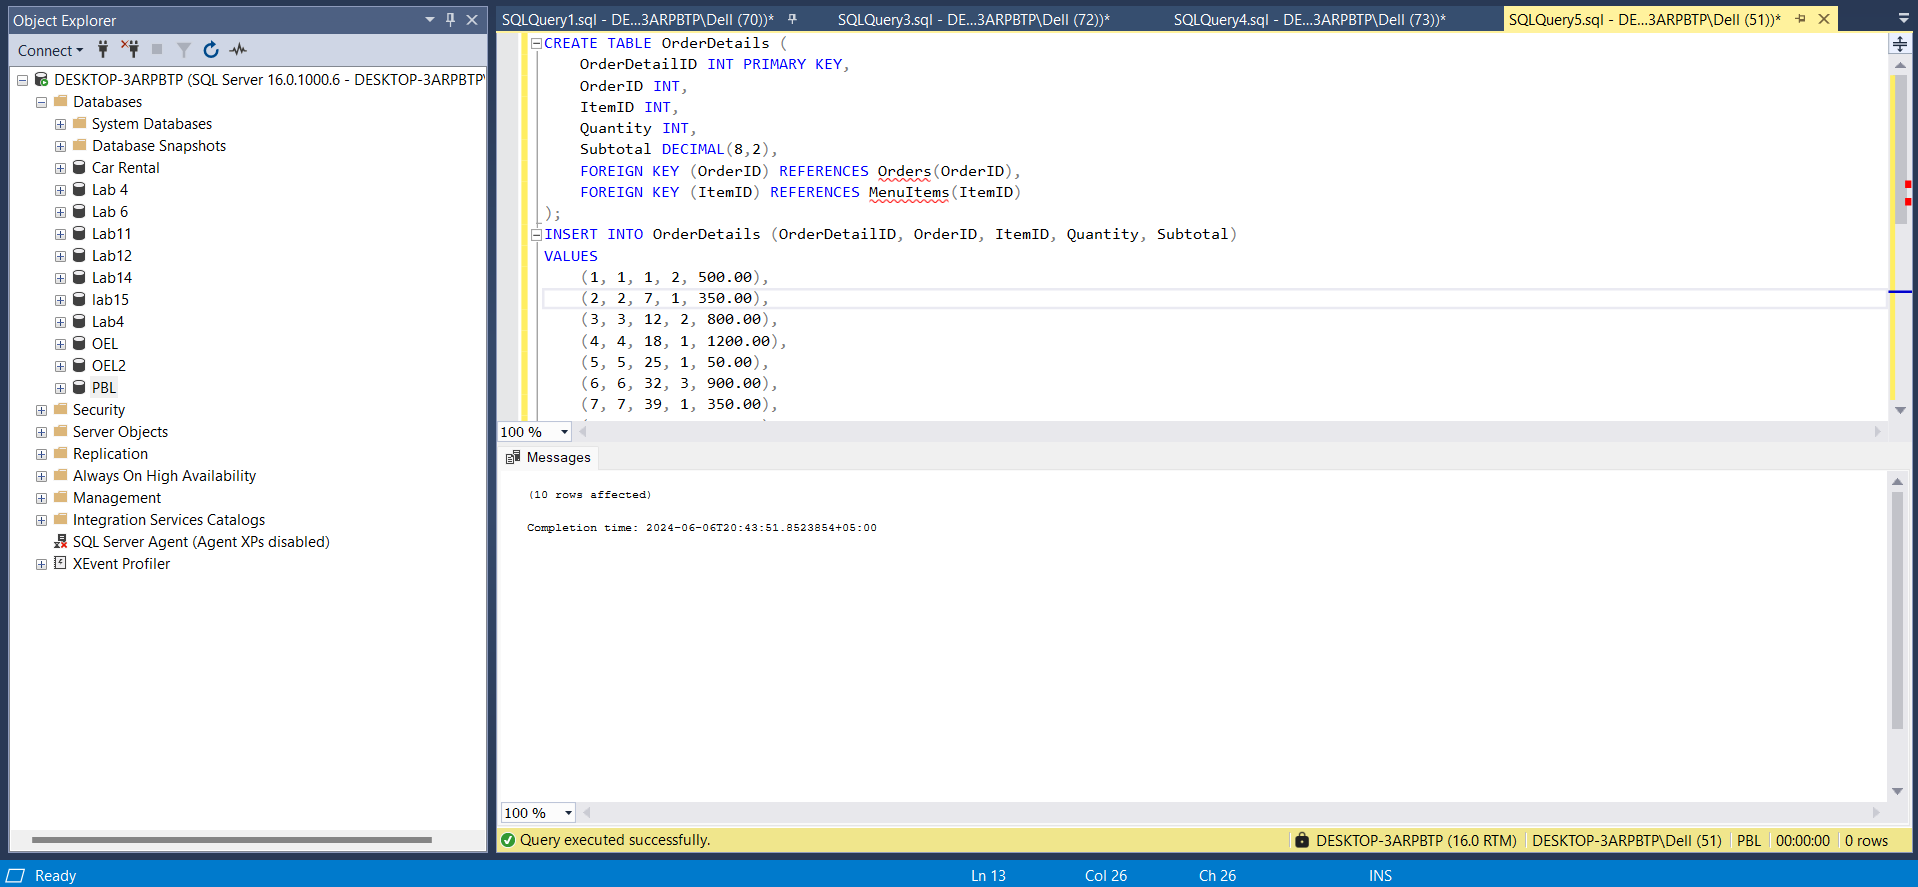 Object Explorer
Connect
DESKTOP-3ARPBTP (SQL Server 16.0.1000.6 - DESKTOP-3ARPBTP\
Databases
System Databases
Database Snapshots
Car Rental
Lab 4
Lab 6
Lab11
Lab12
Lab14
lab15
Lab4
OEL
OEL2
PBL
Security
Server Objects
Replication
Always On High Availability
Management
Integration Services Catalogs
SQL Server Agent (Agent XPs disabled)
XEvent Profiler
SQLQuery1.sql - DE...3ARPBTP\Dell (70))*
SQLQuery3.sql - DE...3ARPBTP\Dell (72))*
SQLQuery4.sql - DE...3ARPBTP\Dell (73))*
SQLQuery5.sql - DE...3ARPBTP\Dell (51))*
CREATE TABLE OrderDetails (
OrderDetailID INT PRIMARY KEY,
OrderID INT,
ItemID INT,
Quantity INT,
Subtotal DECIMAL(8,2),
FOREIGN KEY (OrderID) REFERENCES Orders(OrderID),
FOREIGN KEY (ItemID) REFERENCES MenuItems(ItemID)
);
INSERT INTO OrderDetails (OrderDetailID, OrderID, ItemID, Quantity, Subtotal)
VALUES
(1, 1, 1, 2, 500.00),
(2, 2, 7, 1, 350.00),
(3, 3, 12, 2, 800.00),
(4, 4, 18, 1, 1200.00),
(5, 5, 25, 1, 50.00),
(6, 6, 32, 3, 900.00),
(7, 7, 39, 1, 350.00),
100 %
Messages
(10 rows affected)
Completion time: 2024-06-06T20:43:51.8523854+05:00
100 %
Query executed successfully.
DESKTOP-3ARPBTP (16.0 RTM)
DESKTOP-3ARPBTP\Dell (51)
PBL
00:00:00
0 rows
Ready
Ln 13
Col 26
Ch 26
INS